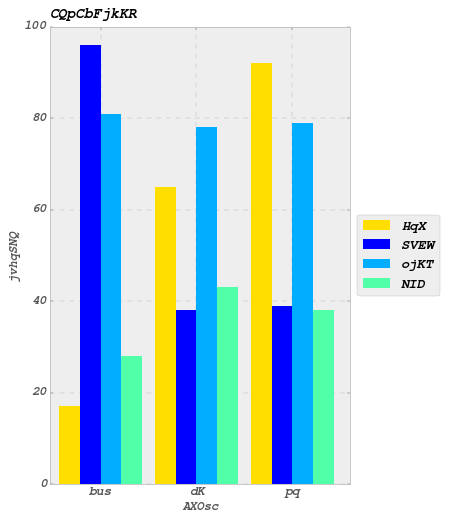 CQpCbFjkKR
100
80
60
40
20
0
jvhqSNQ
bus dK pq
AXOsc
HqX
SVEW
ojKT
NID